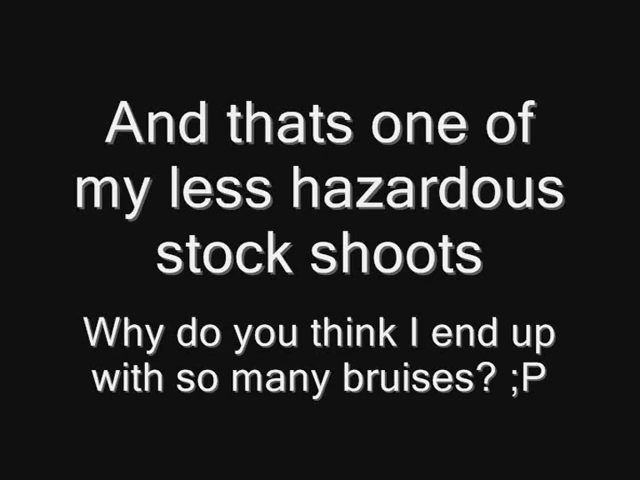 And thats one of
my less hazardous
stock shoots
Why do you think I end up
with so many bruises? ;P